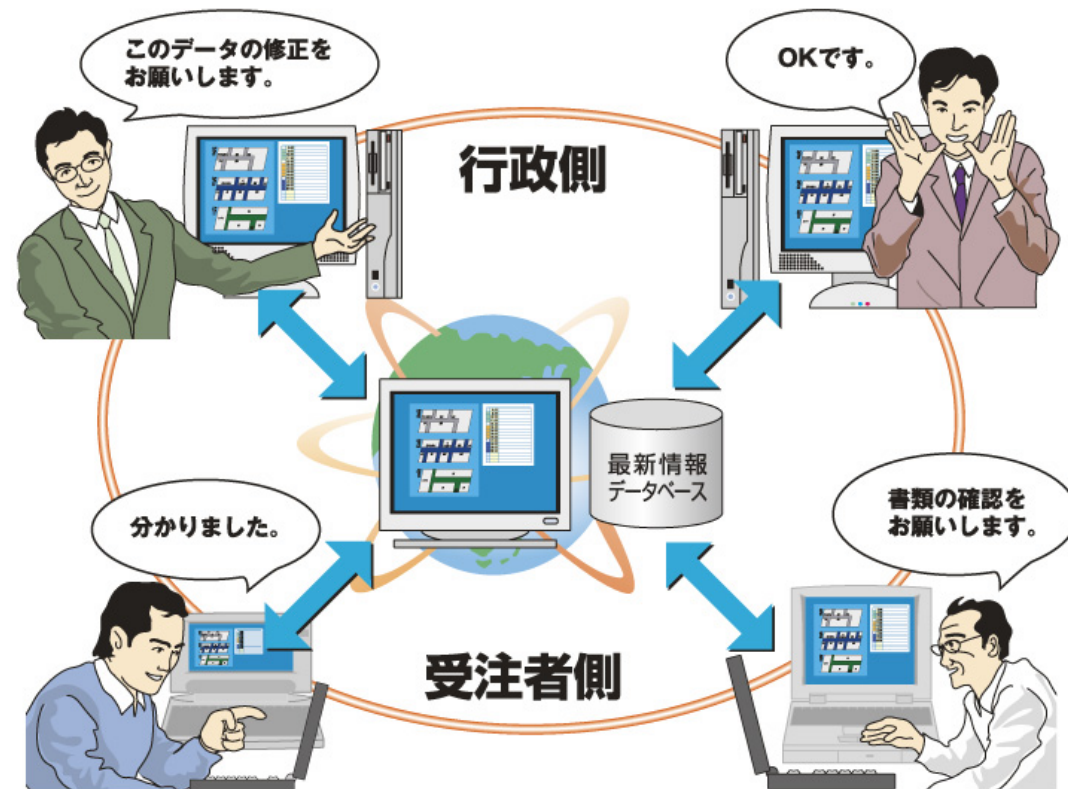 このデータの修正を
お願いします。
OKです。
行政側
最新情報
データベース
分かりました。
書類の確認を
お願いします。
受注者側